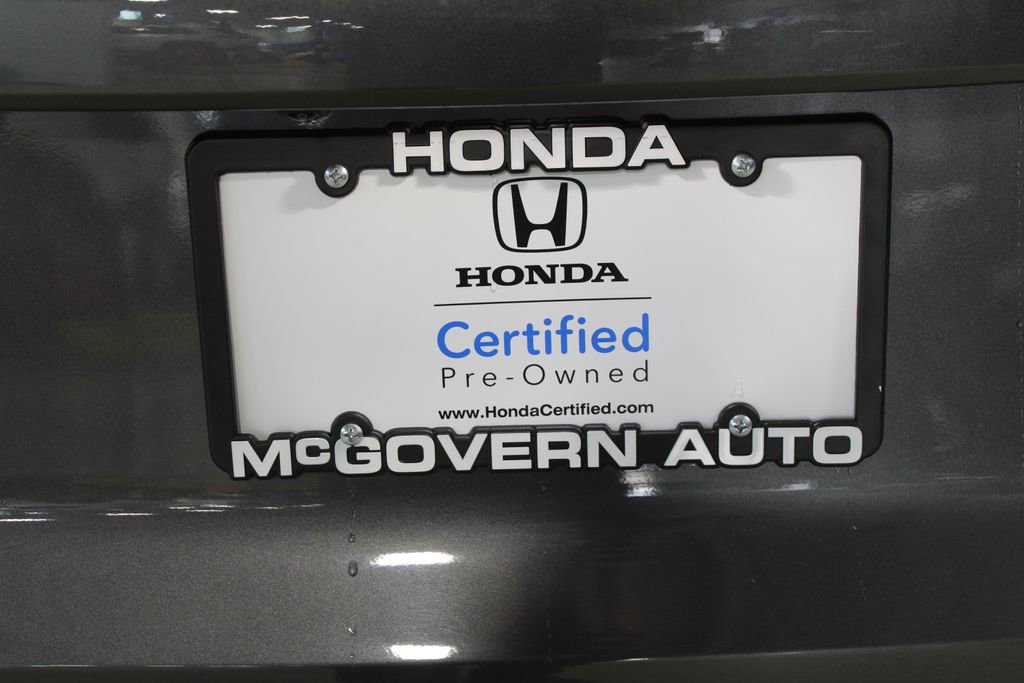 HONDA
HONDA
Certified
Pre-Owned
www.HondaCertified.com
McGOVERN AUTO